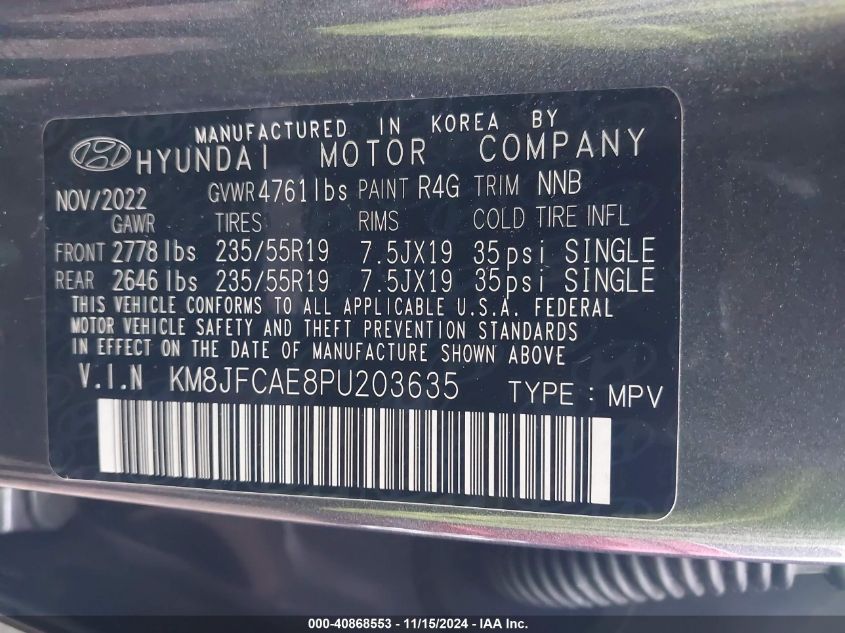 MANUFACTURED IN KOREA BY
HYUNDAI MOTOR COMPANY
NOV/2022 GVWR 4761lbs PAINT R4G TRIM NNB
GAWR TIRES RIMS COLD TIRE INFL
FRONT 2778 lbs 235/55R19 7.5JX19 35psi SINGLE
REAR 2646 lbs 235/55R19 7.5JX19 35psi SINGLE
THIS VEHICLE CONFORMS TO ALL APPLICABLE U.S.A. FEDERAL
MOTOR VEHICLE SAFETY AND THEFT PREVENTION STANDARDS
IN EFFECT ON THE DATE OF MANUFACTURE SHOWN ABOVE
V.I.N KM8JFCAE8PU203635 TYPE : MPV
000-40868553 - 11/15/2024 - IAA Inc.